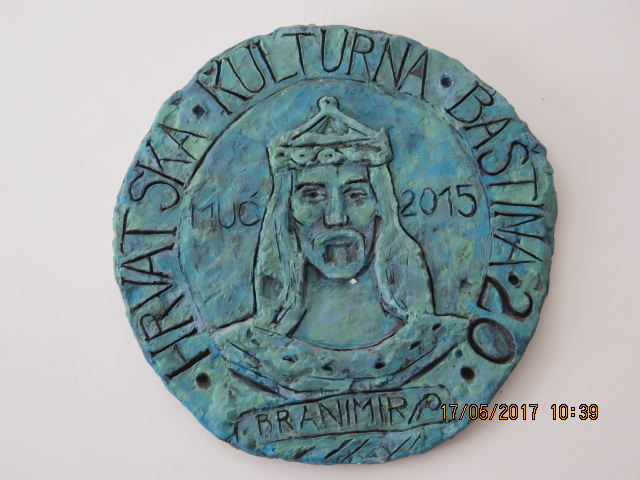 HRVATSKA · KULTURNA · BAŠTINA · 20
MUĆ 2015
BRANIMIR
17/05/2017 10:39